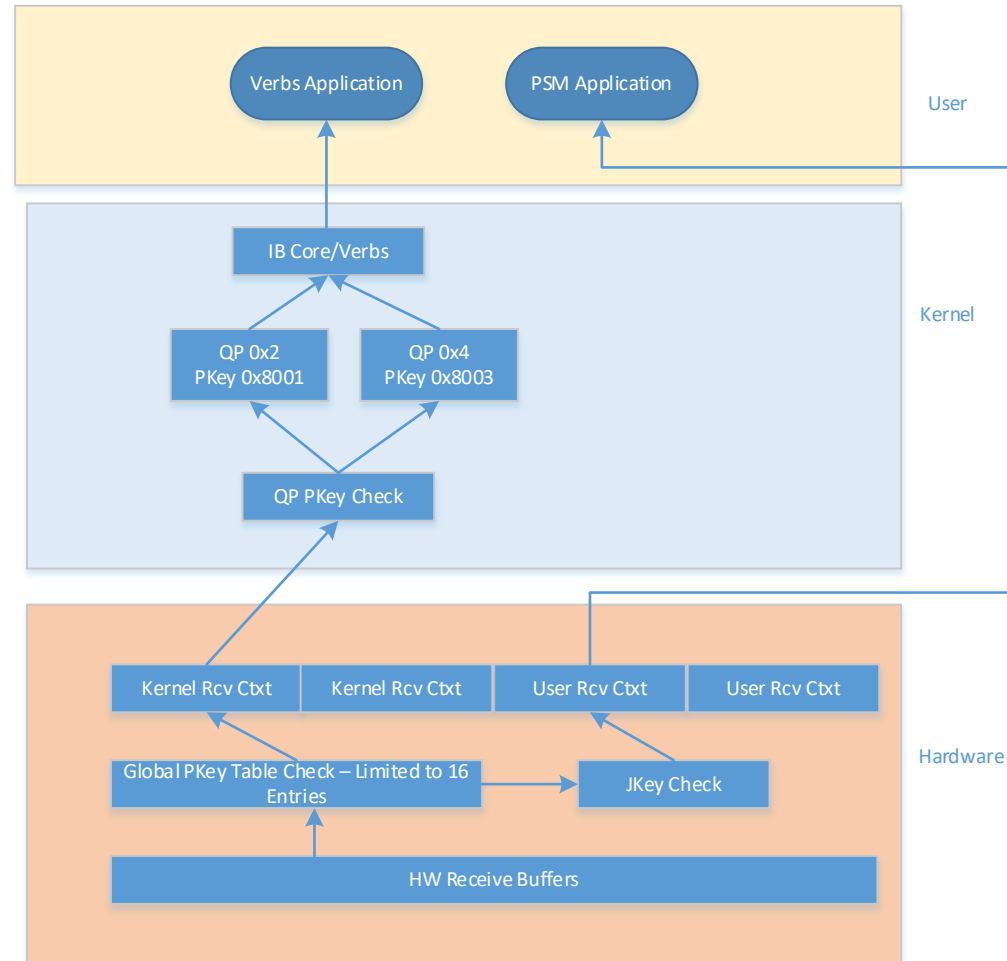 Verbs Application
PSM Application
User
IB Core/Verbs
QP 0x2
PKey 0x8001
QP 0x4
PKey 0x8003
Kernel
QP PKey Check
Kernel Rcv Ctxt
Kernel Rcv Ctxt
User Rcv Ctxt
User Rcv Ctxt
Global PKey Table Check – Limited to 16
Entries
JKey Check
Hardware
HW Receive Buffers